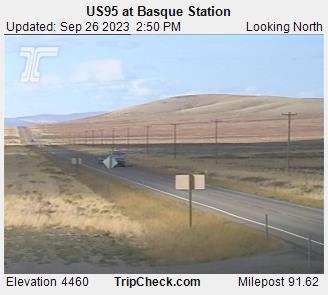 US95 at Basque Station
Updated: Sep 26 2023 2:50 PM Looking North
Elevation 4460 TripCheck.com Milepost 91.62